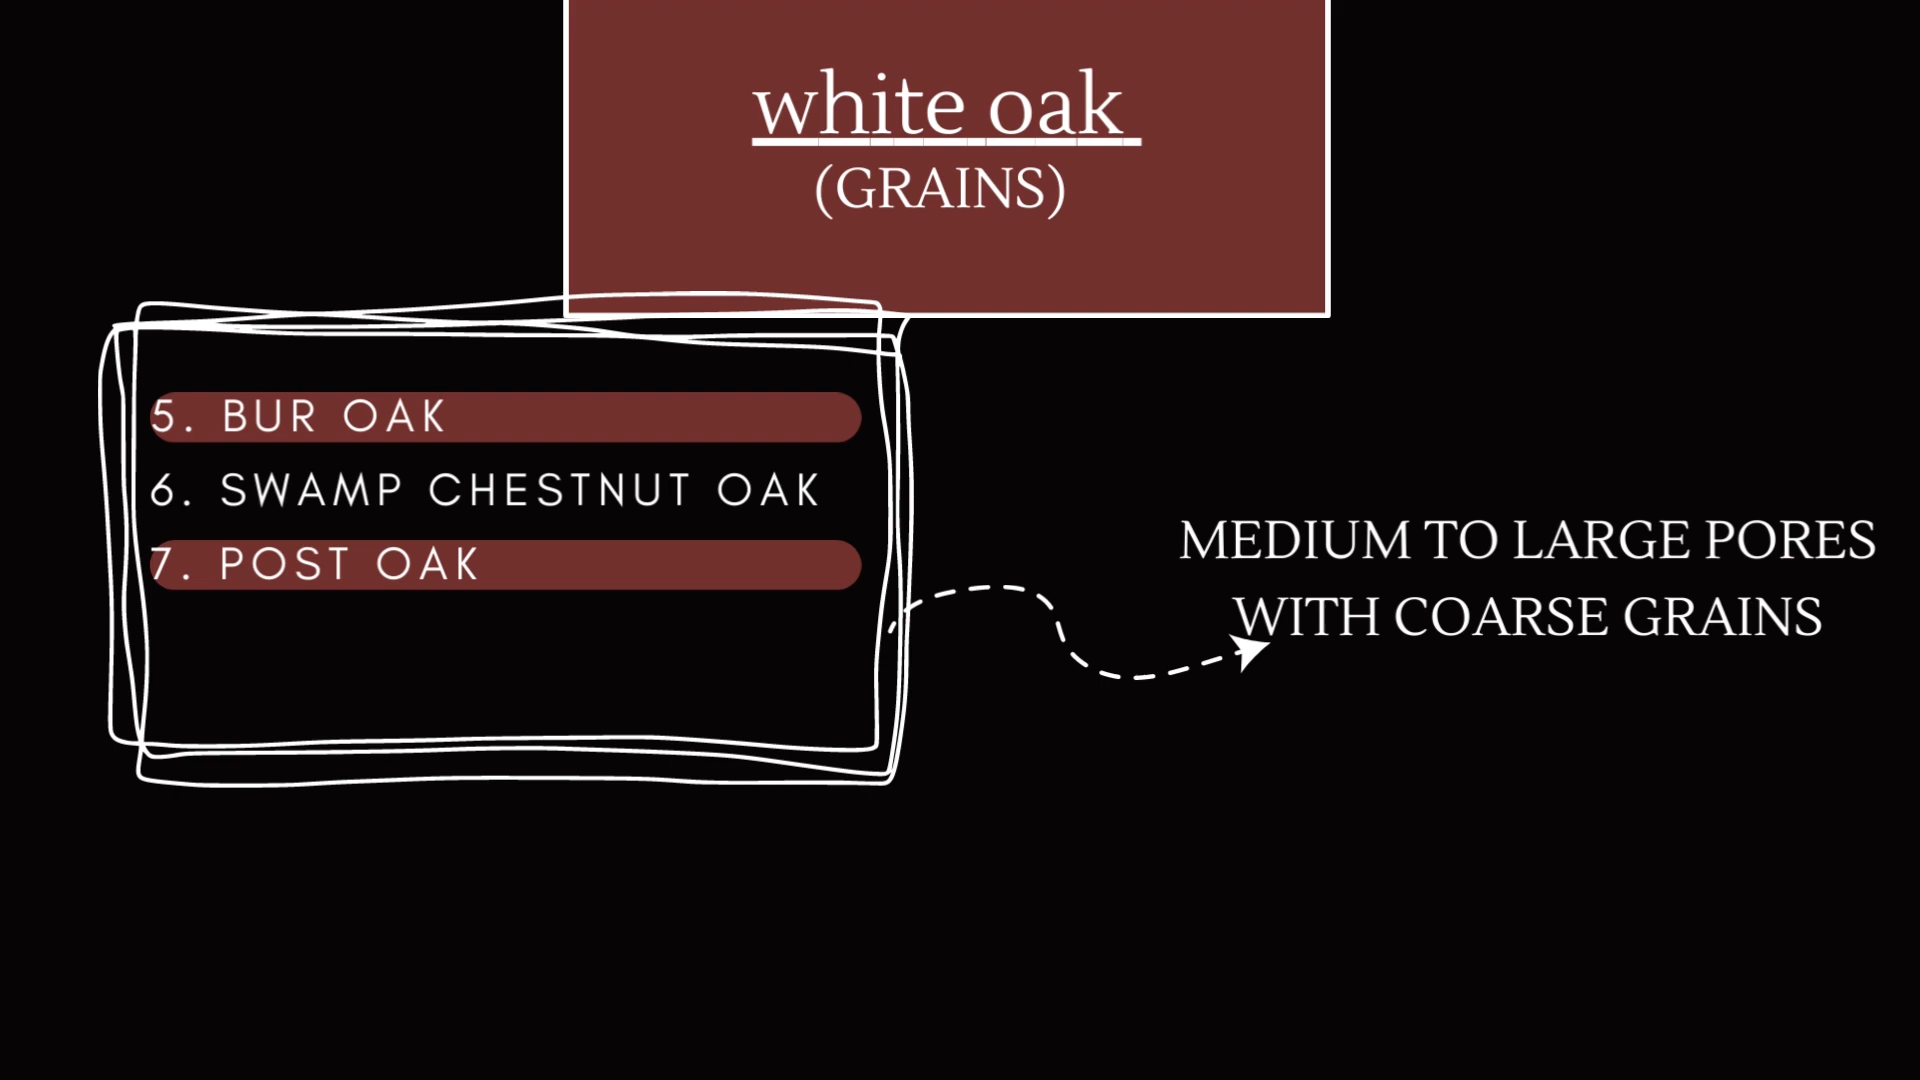 white oak
(GRAINS)
5. BUR OAK
6. SWAMP CHESTNUT OAK
7. POST OAK
MEDIUM TO LARGE PORES
WITH COARSE GRAINS